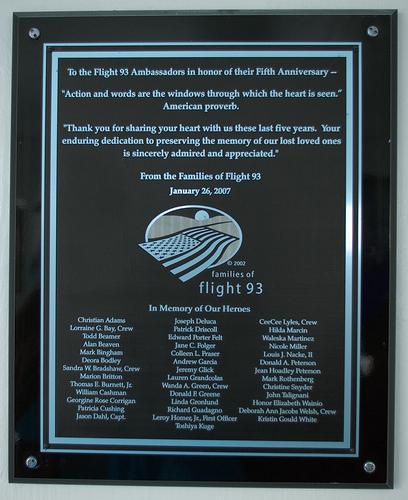 To the Flight 93 Ambassadors in honor of their Fifth Anniversary --
"Action and words are the windows through which the heart is seen."
American proverb.
"Thank you for sharing your heart with us these last five years. Your
enduring dedication to preserving the memory of our lost loved ones
is sincerely admired and appreciated."
From the Families of Flight 93
January 26, 2007
© 2002
families of
flight 93
In Memory of Our Heroes
Christian Adams
Lorraine G. Bay, Crew
Todd Beamer
Alan Beaven
Mark Bingham
Deora Bodley
Sandra W. Bradshaw, Crew
Marion Britton
Thomas E. Burnett, Jr.
William Cashman
Georgine Rose Corrigan
Patricia Cushing
Jason Dahl, Capt.
Joseph Deluca
Patrick Driscoll
Edward Porter Felt
Jane C. Folger
Colleen L. Fraser
Andrew Garcia
Jeremy Glick
Lauren Grandcolas
Wanda A. Green, Crew
Donald F. Greene
Linda Gronlund
Richard Guadagno
Leroy Homer, Jr., First Officer
Toshiya Kuge
CeeCee Lyles, Crew
Hilda Marcin
Waleska Martinez
Nicole Miller
Louis J. Nacke, II
Donald A. Peterson
Jean Hoadley Peterson
Mark Rothenberg
Christine Snyder
John Talignani
Honor Elizabeth Wainio
Deborah Ann Jacobs Welsh, Crew
Kristin Gould White